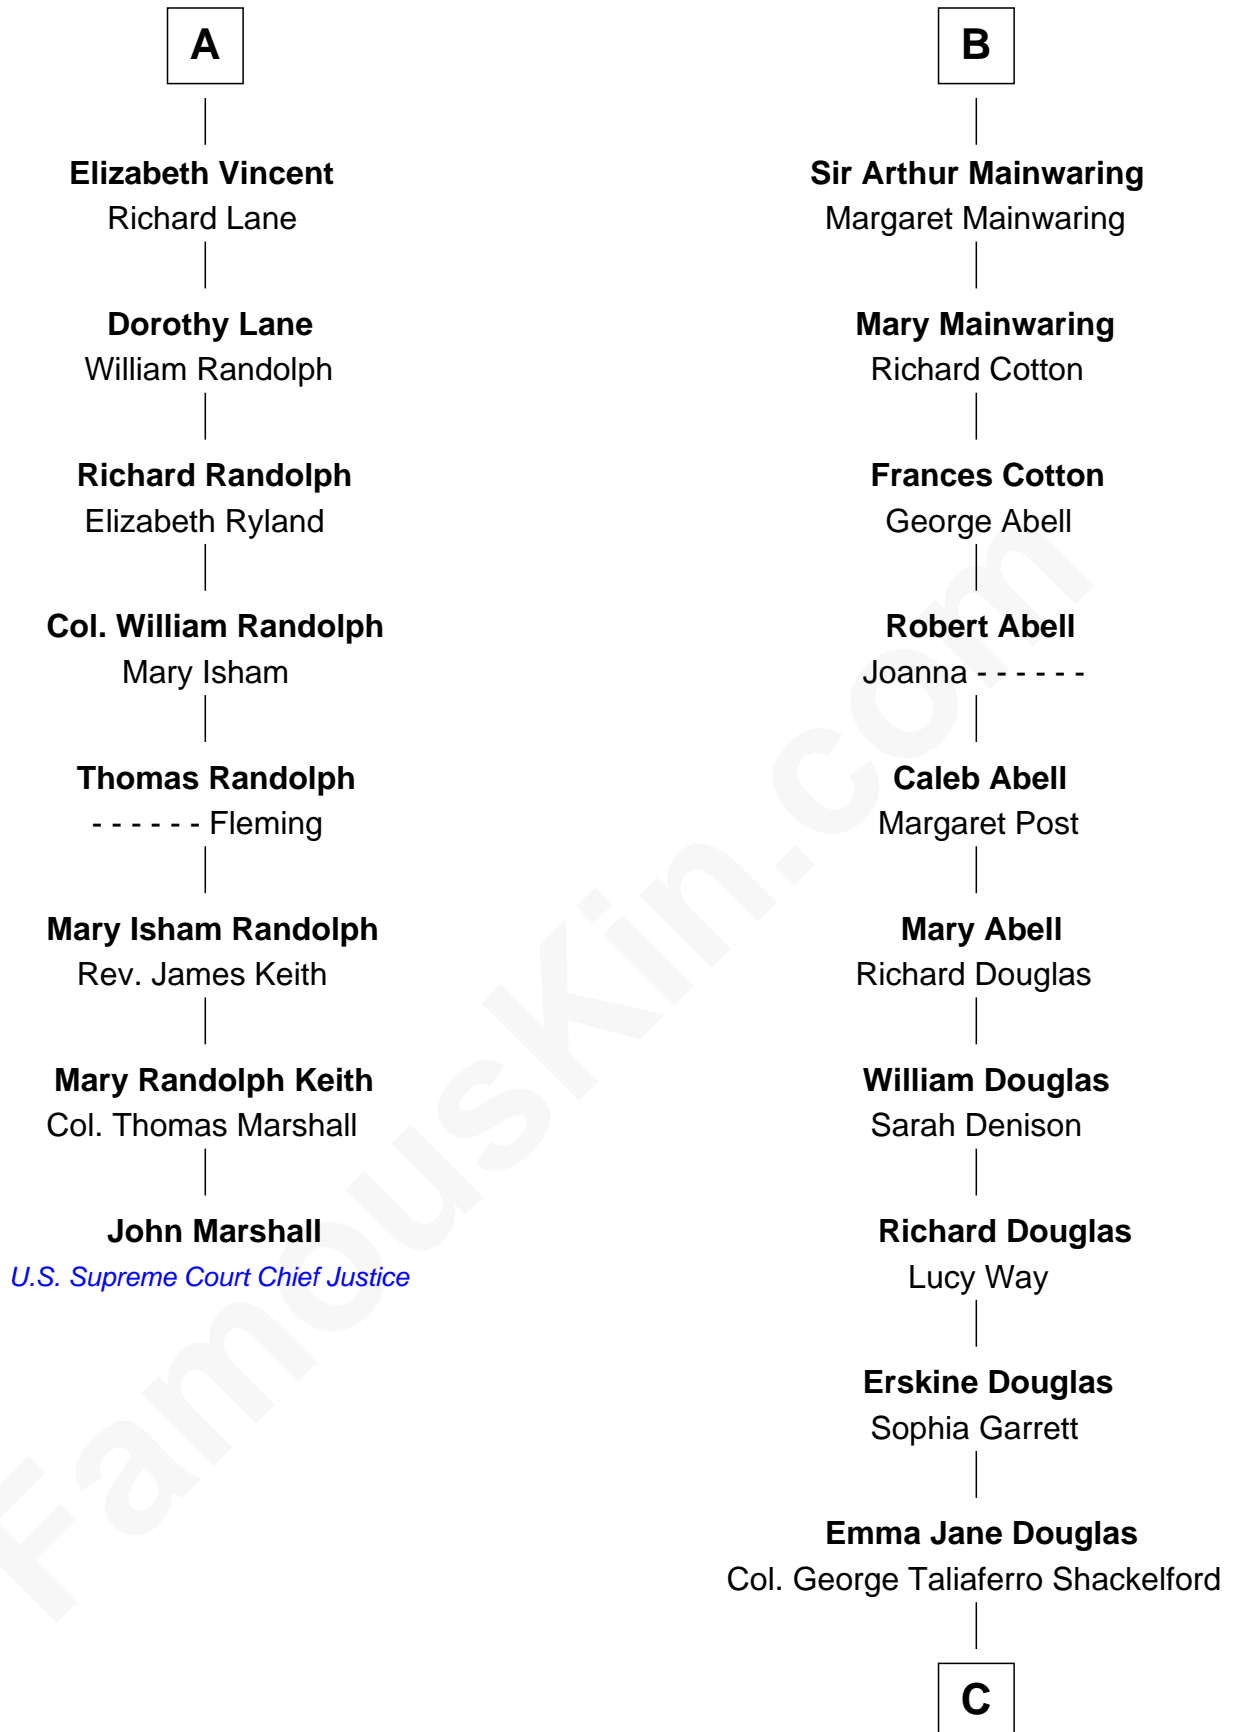 A
Elizabeth Vincent
Richard Lane
Dorothy Lane
William Randolph
Richard Randolph
Elizabeth Ryland
Col. William Randolph
Mary Isham
Thomas Randolph
- - - - - - Fleming
Mary Isham Randolph
Rev. James Keith
Mary Randolph Keith
Col. Thomas Marshall
John Marshall
U.S. Supreme Court Chief Justice
B
Sir Arthur Mainwaring
Margaret Mainwaring
Mary Mainwaring
Richard Cotton
Frances Cotton
George Abell
Robert Abell
Joanna - - - - - -
Caleb Abell
Margaret Post
Mary Abell
Richard Douglas
William Douglas
Sarah Denison
Richard Douglas
Lucy Way
Erskine Douglas
Sophia Garrett
Emma Jane Douglas
Col. George Taliaferro Shackelford
C
FamousKin.com